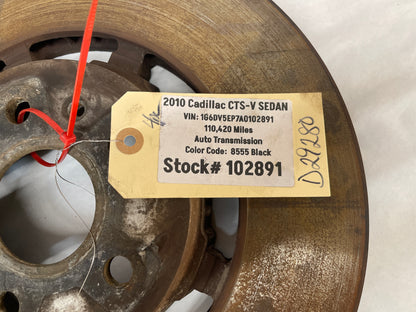 2010 Cadillac CTS-V SEDAN
VIN: 1G6DV5EP7A0102891
110,420 Miles
Auto Transmission
Color Code: 8555 Black
Stock# 102891
D29280